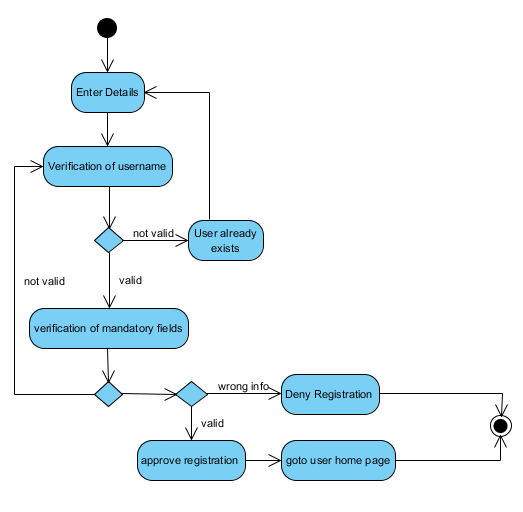 Enter Details
Verification of username
not valid
User already
exists
not valid
valid
verification of mandatory fields
wrong info
Deny Registration
valid
approve registration
goto user home page